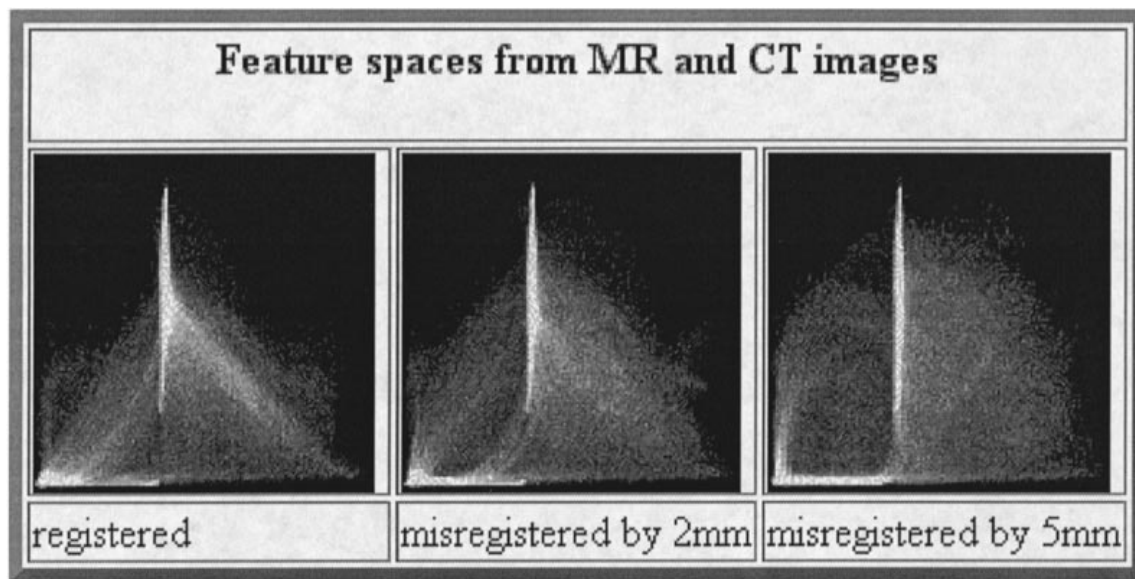 Feature spaces from MR and CT images
registered
misregistered by 2mm
misregistered by 5mm